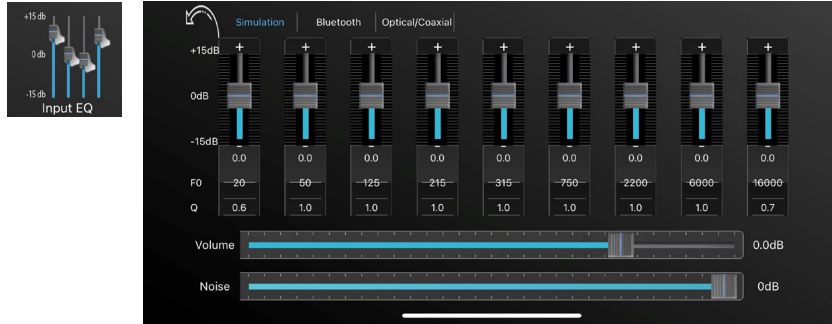 +15db
0 db
-15 db
Input EQ
Simulation Bluetooth Optical/Coaxial
+ + + + + + + + +
+15dB
0dB
-15dB
0.0 0.0 0.0 0.0 0.0 0.0 0.0 0.0 0.0
F0 20 50 125 215 315 750 2200 6000 16000
Q 0.6 1.0 1.0 1.0 1.0 1.0 1.0 1.0 0.7
Volume 0.0dB
Noise 0dB